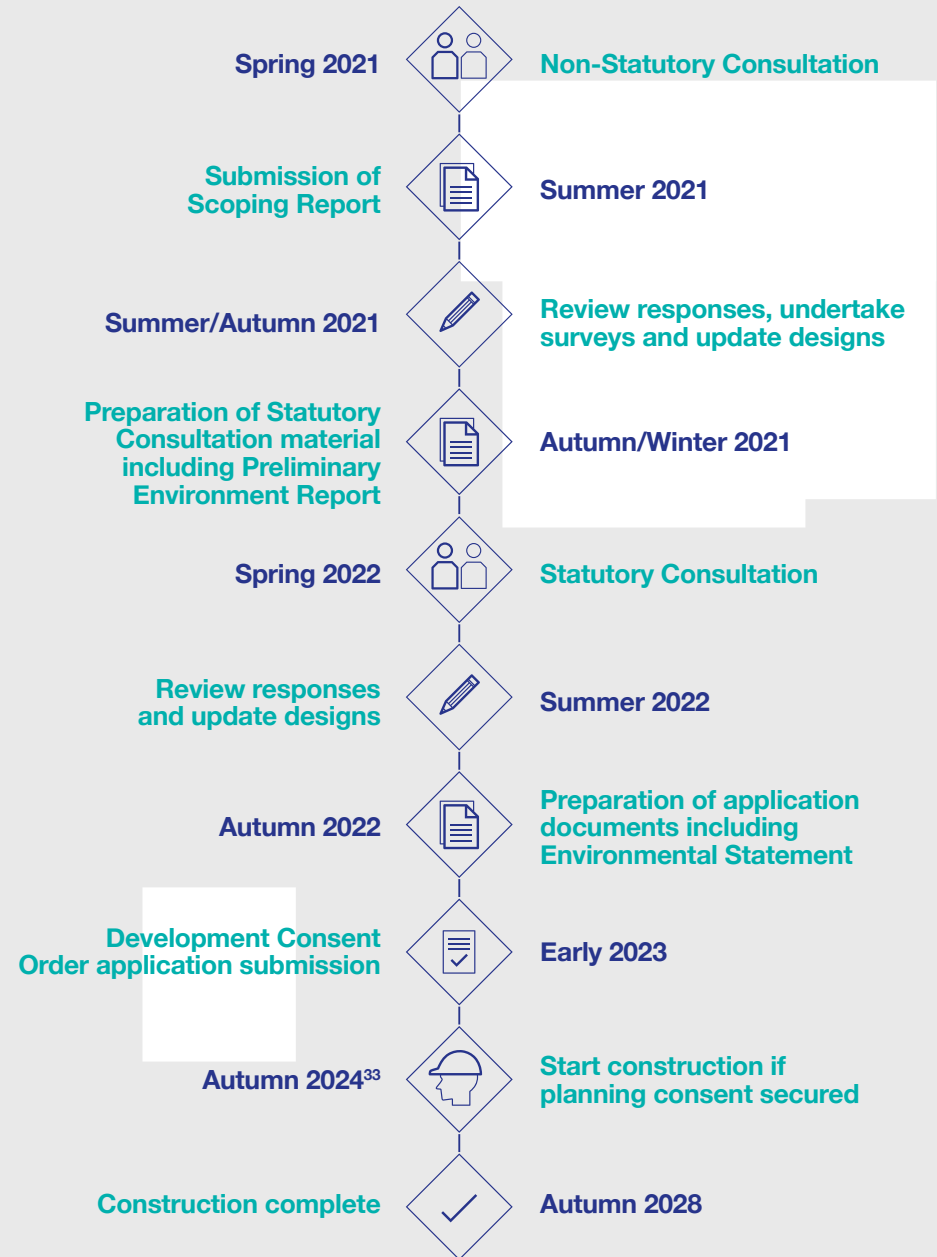 Spring 2021
Non-Statutory Consultation
Submission of
Scoping Report
Summer 2021
Summer/Autumn 2021
Review responses, undertake
surveys and update designs
Preparation of Statutory
Consultation material
including Preliminary
Environment Report
Autumn/Winter 2021
Spring 2022
Statutory Consultation
Review responses
and update designs
Summer 2022
Autumn 2022
Preparation of application
documents including
Environmental Statement
Development Consent
Order application submission
Early 2023
Autumn 2024³³
Start construction if
planning consent secured
Construction complete
Autumn 2028